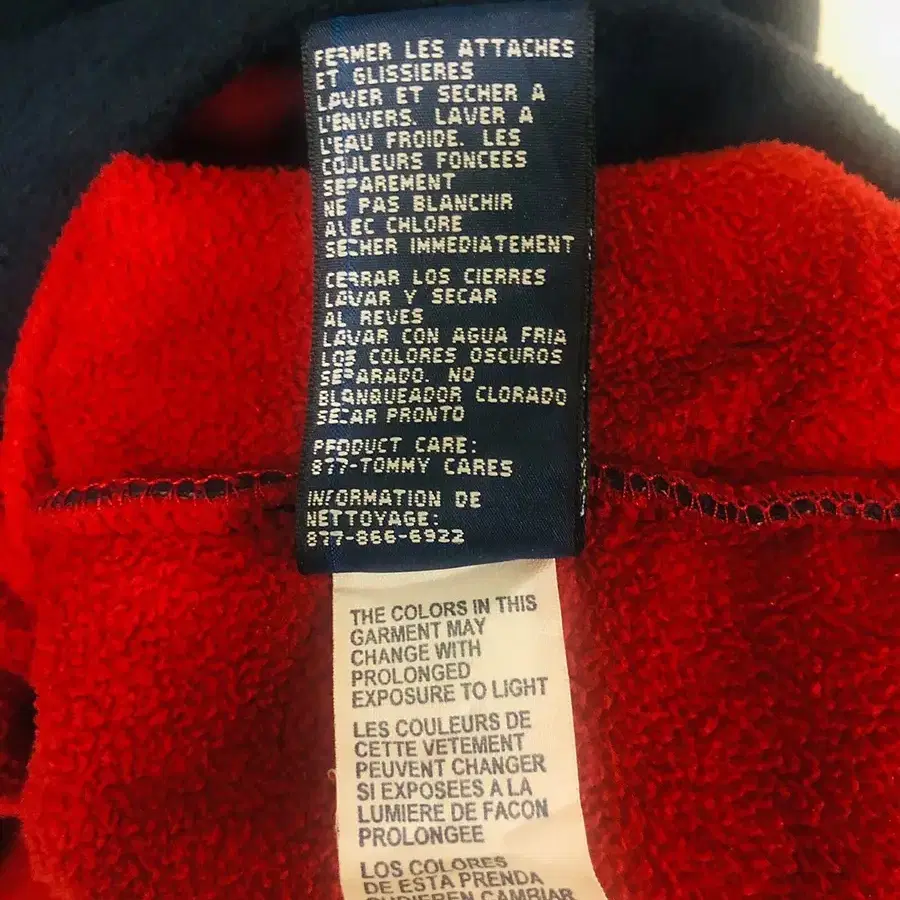 FERMER LES ATTACHES
ET GLISSIERES
LAVER ET SECHER A
L'ENVERS. LAVER A
L'EAU FROIDE. LES
COULEURS FONCEES
SEPAREMENT
NE PAS BLANCHIR
AVEC CHLORE
SECHER IMMEDIATEMENT
CERRAR LOS CIERRES
LAVAR Y SECAR
AL REVES
LAVAR CON AGUA FRIA
LOS COLORES OSCUROS
SEPARADO. NO
BLANQUEADOR CLORADO
SECAR PRONTO
PRODUCT CARE:
877-TOMMY CARES
INFORMATION DE
NETTOYAGE:
877-866-6922
THE COLORS IN THIS
GARMENT MAY
CHANGE WITH
PROLONGED
EXPOSURE TO LIGHT
LES COULEURS DE
CETTE VETEMENT
PEUVENT CHANGER
SI EXPOSEES A LA
LUMIERE DE FACON
PROLONGEE
LOS COLORES
DE ESTA PRENDA
PUDIEREN CAMBIAR